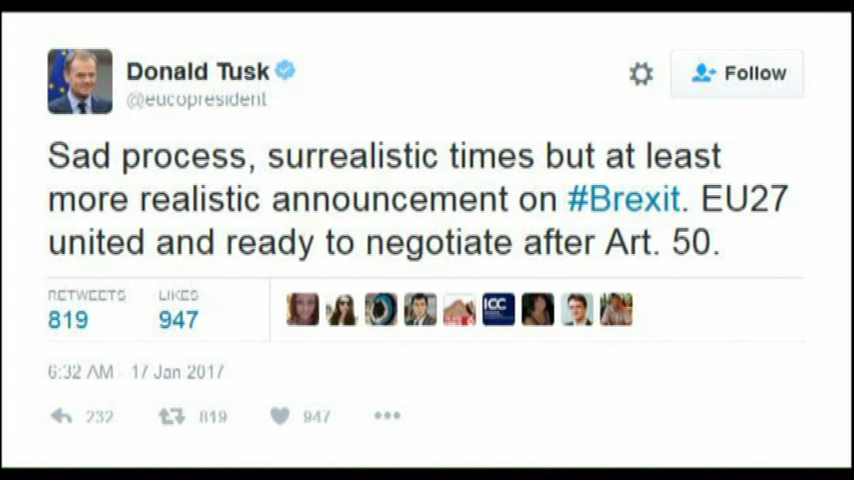 Donald Tusk
@eucopresident
Follow
Sad process, surrealistic times but at least
more realistic announcement on #Brexit. EU27
united and ready to negotiate after Art. 50.
RETWEETS LIKES
819 947
ICC
6:32 AM - 17 Jan 2017
232 819 947